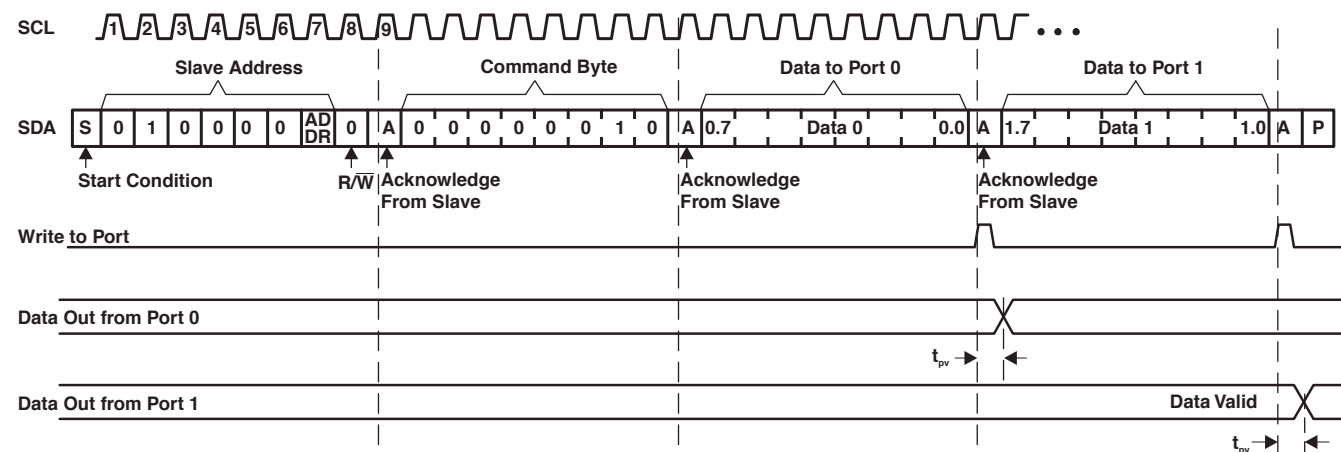 SCL 1 2 3 4 5 6 7 8 9 • • •
Slave Address Command Byte Data to Port 0 Data to Port 1
SDA S 0 1 0 0 0 0 AD DR 0 A 0 0 0 0 0 0 1 0 A 0.7 Data 0 0.0 A 1.7 Data 1 1.0 A P
Start Condition R/W̅ Acknowledge From Slave Acknowledge From Slave Acknowledge From Slave
Write to Port
Data Out from Port 0
tpv
Data Out from Port 1 Data Valid
tpv